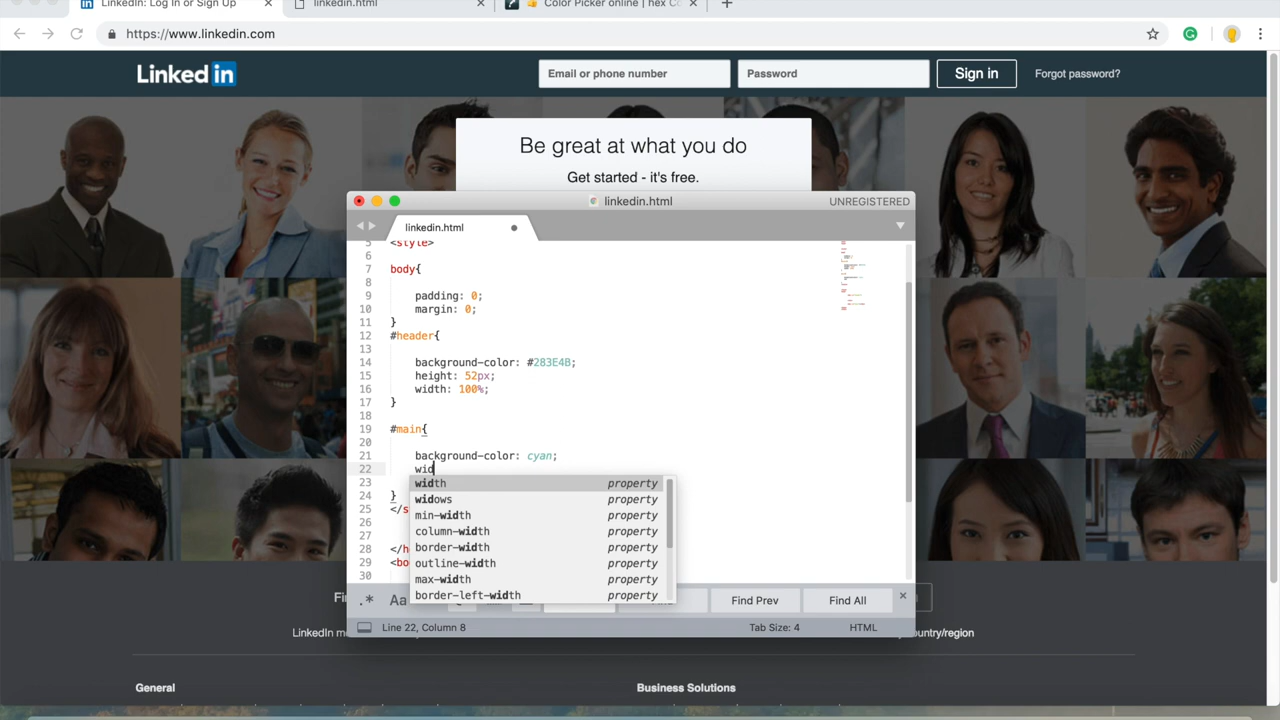 LinkedIn: Log In or Sign Up
linkedin.html
Color Picker online | hex Co
https://www.linkedin.com
Linked in
Email or phone number
Password
Sign in
Forgot password?
Be great at what you do
Get started - it's free.
linkedin.html
UNREGISTERED
linkedin.html
5 <style>
6
7 body{
8
9 padding: 0;
10 margin: 0;
11 }
12 #header{
13
14 background-color: #283E4B;
15 height: 52px;
16 width: 100%;
17 }
18
19 #main{
20
21 background-color: cyan;
22 wid
23 width property
widows property
24 } min-width property
25 </s column-width property
26
28 </h border-width property
29 <bo outline-width property
30 max-width property
border-left-width property
.* Aa Find Prev Find All
Line 22, Column 8
Tab Size: 4
HTML
LinkedIn m
ountry/region
General
Business Solutions